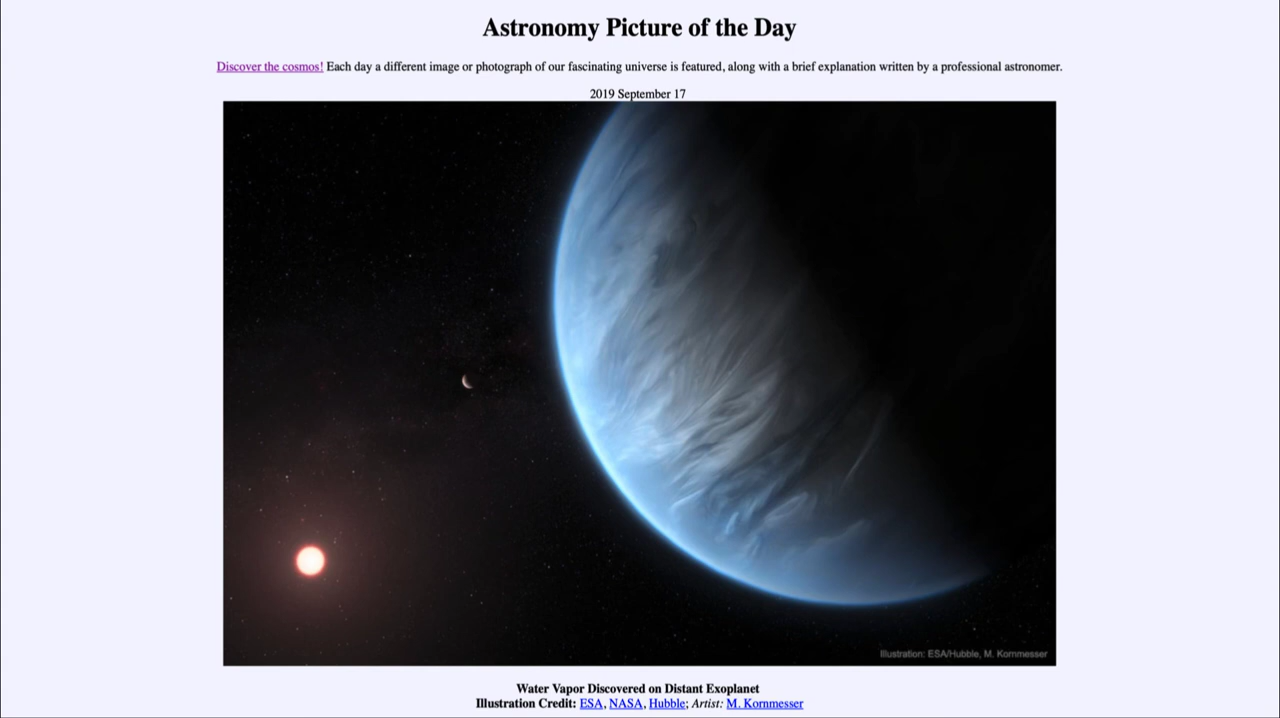 Astronomy Picture of the Day
Discover the cosmos! Each day a different image or photograph of our fascinating universe is featured, along with a brief explanation written by a professional astronomer.
2019 September 17
Illustration: ESA/Hubble, M. Kornmesser
Water Vapor Discovered on Distant Exoplanet
Illustration Credit: ESA, NASA, Hubble; Artist: M. Kornmesser